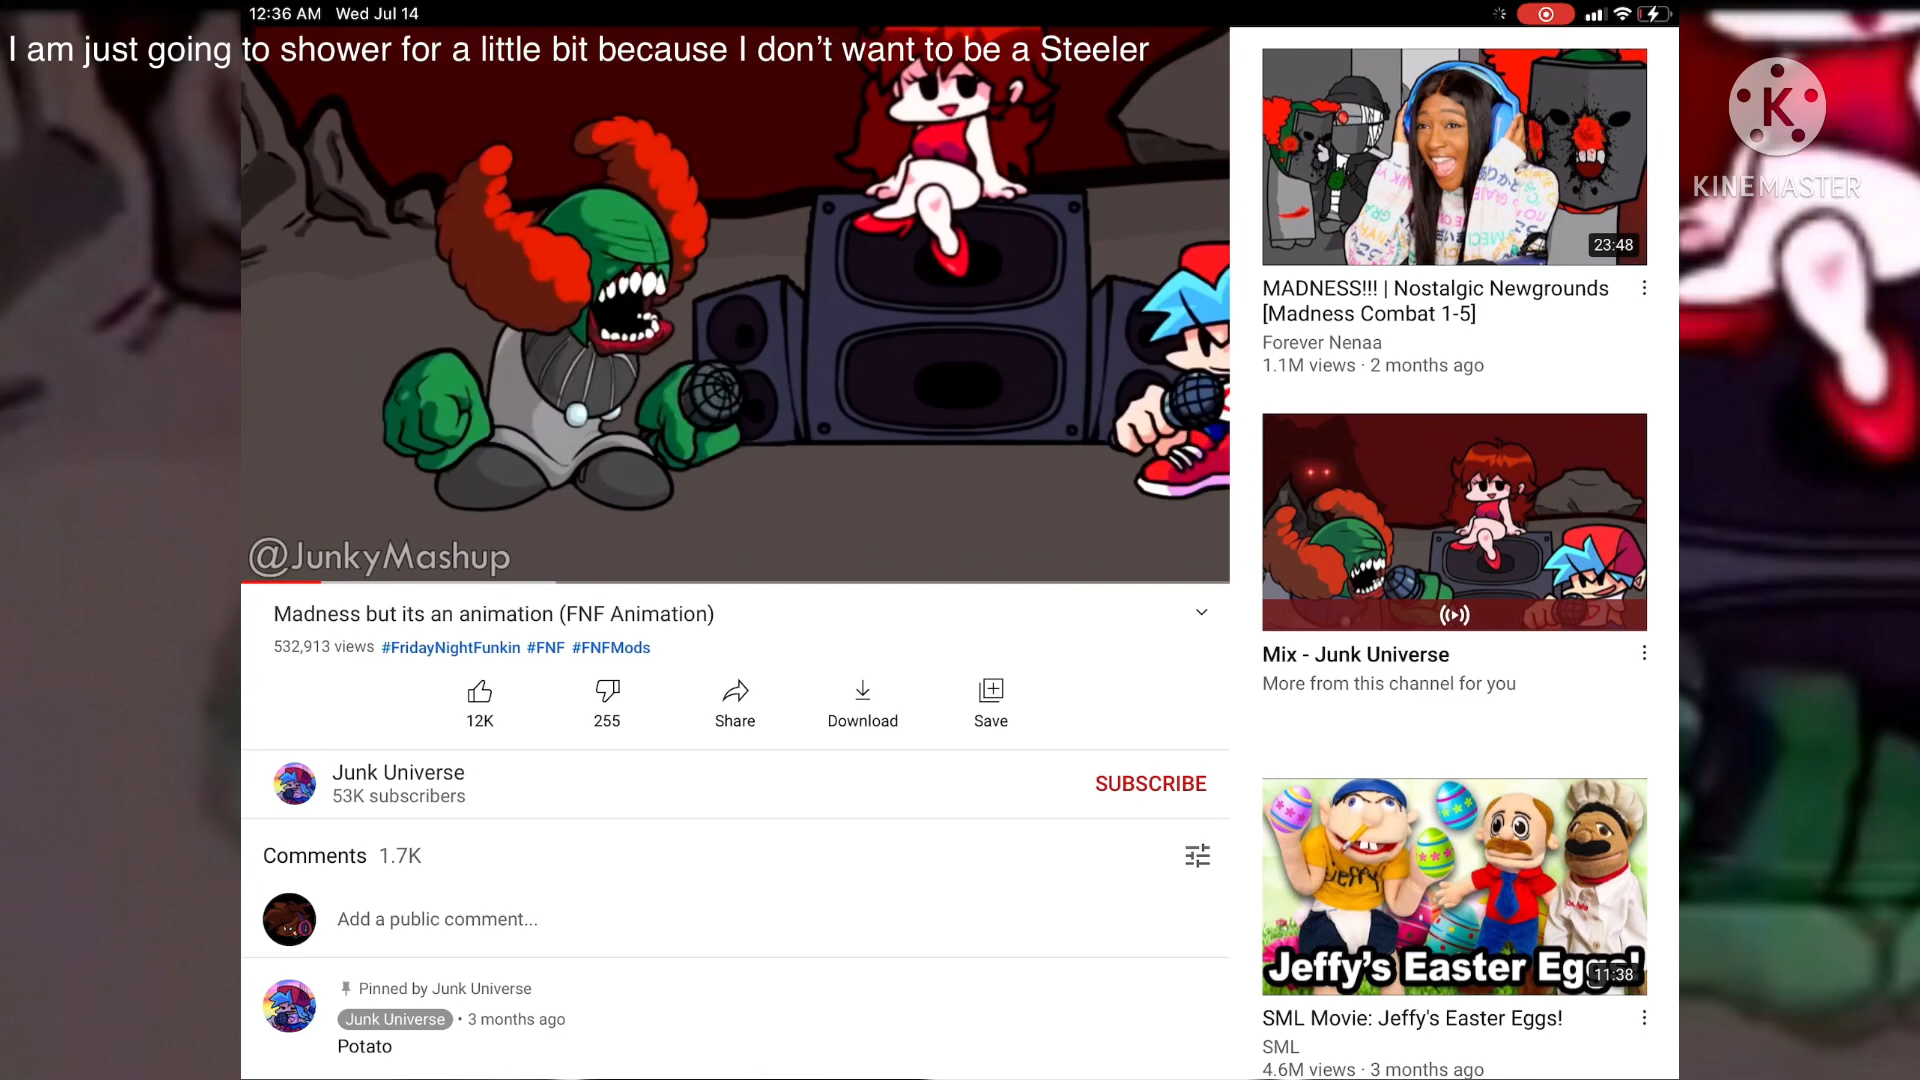 12:36 AM Wed Jul 14
I am just going to shower for a little bit because I don’t want to be a Steeler
KINEMASTER
@JunkyMashup
Madness but its an animation (FNF Animation)
532,913 views #FridayNightFunkin #FNF #FNFMods
12K 255 Share Download Save
Junk Universe
53K subscribers
SUBSCRIBE
Comments 1.7K
Add a public comment...
Pinned by Junk Universe
Junk Universe • 3 months ago
Potato
23:48
MADNESS!!! | Nostalgic Newgrounds
[Madness Combat 1-5]
Forever Nenaa
1.1M views · 2 months ago
Mix - Junk Universe
More from this channel for you
Jeffy
Jeffy's Easter Eggs!
11:38
SML Movie: Jeffy's Easter Eggs!
SML
4.6M views · 3 months ago